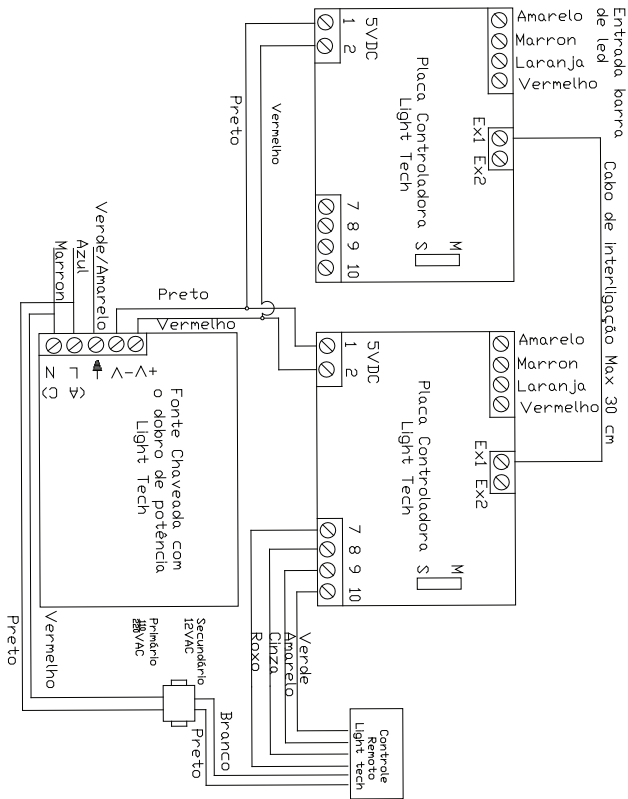 Entrada barra
de led
Amarelo
Marron
Laranja
Vermelho
1
2
5VDC
Placa Controladora
Light Tech
Ex1 Ex2
7
8
9
10
S
M
Cabo de interligação Max 30 cm
Preto
Vermelho
Verde/Amarelo
Azul
Marron
Preto
Vermelho
N
L
-V
+V
(AC)
Fonte Chaveada com
o dobro de potência
Light Tech
1
2
5VDC
Placa Controladora
Light Tech
Amarelo
Marron
Laranja
Vermelho
Ex1 Ex2
7
8
9
10
S
M
Verde
Amarelo
Cinza
Roxo
Secundário
12VAC
Primário
VAC
Vermelho
Preto
Branco
Preto
Controle
Remoto
Light tech